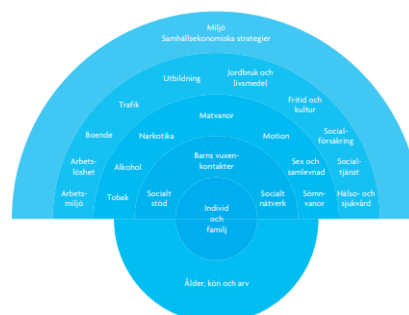 Miljö
Samhällsekonomiska strategier
Utbildning
Jordbruk och
livsmedel
Trafik
Fritid och
kultur
Matvanor
Boende
Narkotika
Motion
Social-
försäkring
Barns vuxen-
kontakter
Arbets-
löshet
Alkohol
Sex och
samlevnad
Social-
tjänst
Arbets-
miljö
Tobak
Socialt
stöd
Individ
och
familj
Socialt
nätverk
Sömn-
vanor
Hälso- och
sjukvård
Ålder, kön och arv